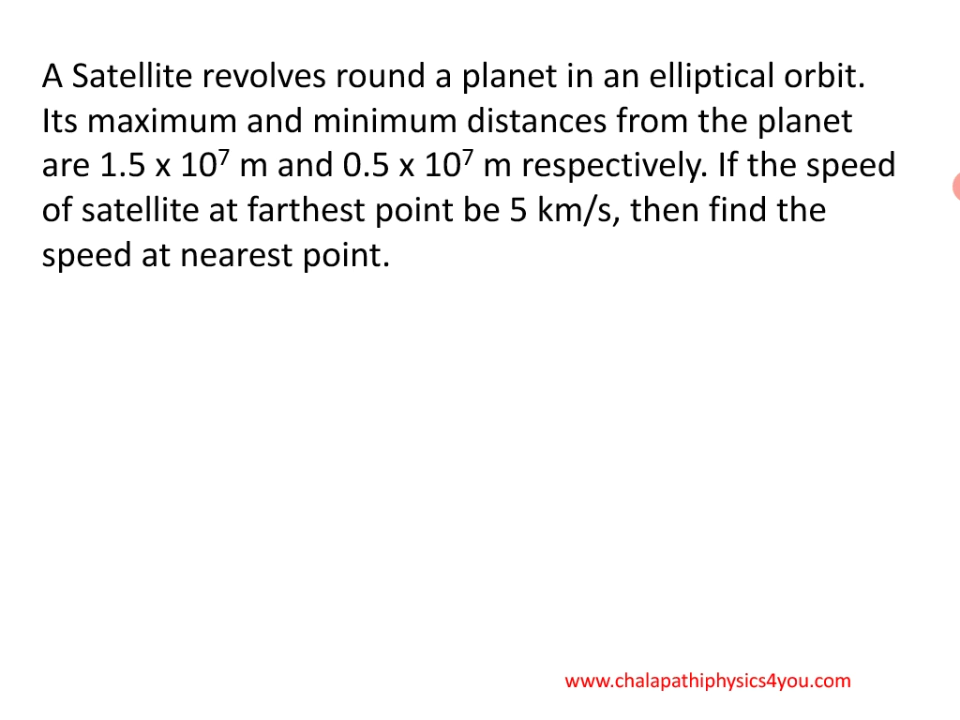 A Satellite revolves round a planet in an elliptical orbit.
Its maximum and minimum distances from the planet
are 1.5 x 10⁷ m and 0.5 x 10⁷ m respectively. If the speed
of satellite at farthest point be 5 km/s, then find the
speed at nearest point.
www.chalapathiphysics4you.com